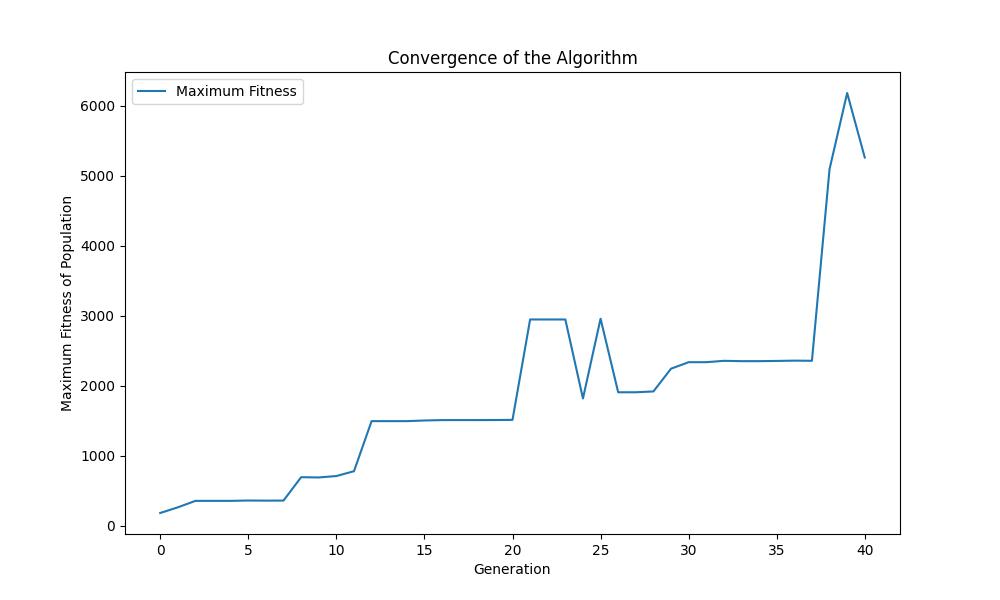 Convergence of the Algorithm
Maximum Fitness
6000
5000
4000
3000
2000
1000
0
Maximum Fitness of Population
0 5 10 15 20 25 30 35 40
Generation